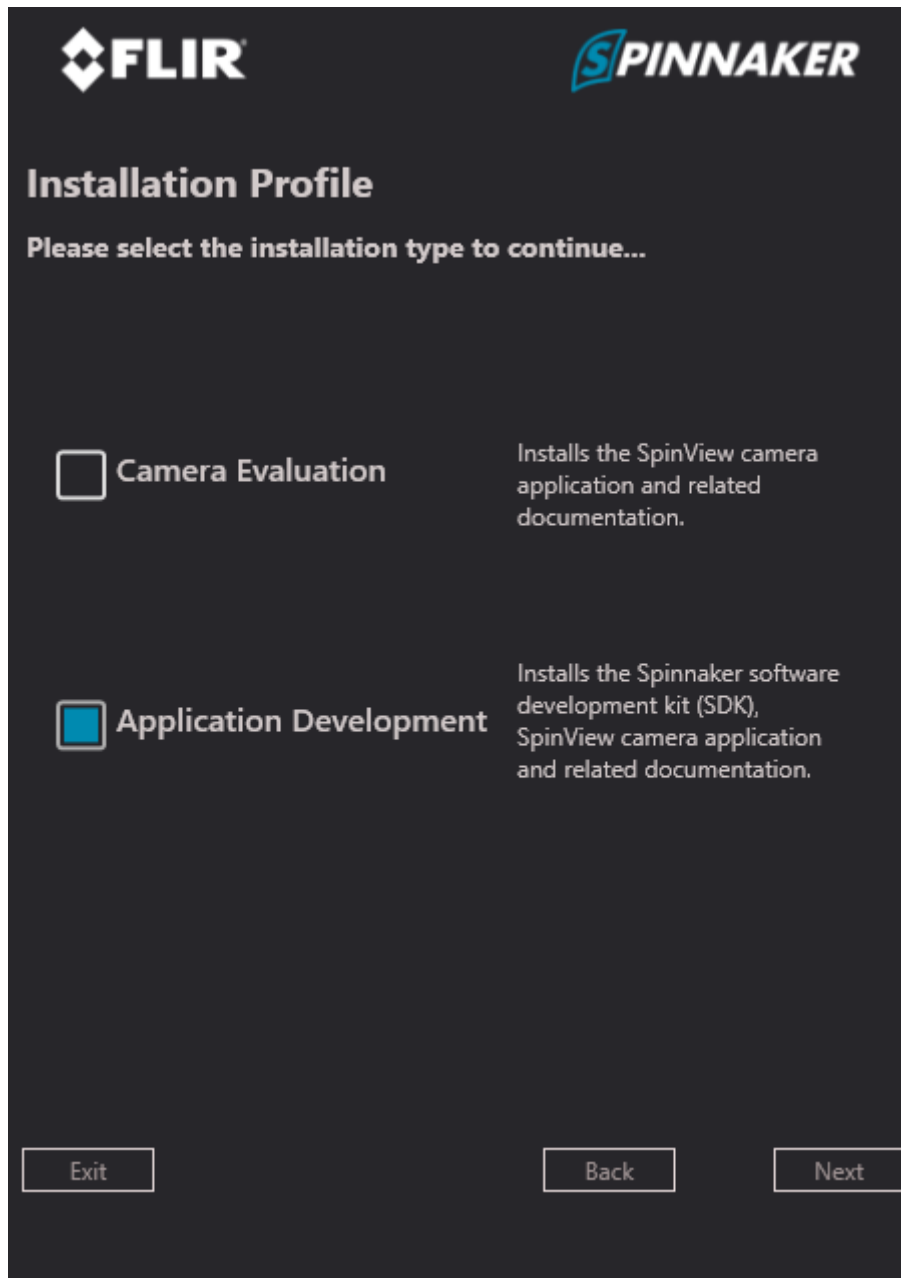 FLIR
SPINNAKER
Installation Profile
Please select the installation type to continue...
Camera Evaluation
Installs the SpinView camera
application and related
documentation.
Application Development
Installs the Spinnaker software
development kit (SDK),
SpinView camera application
and related documentation.
Exit
Back
Next